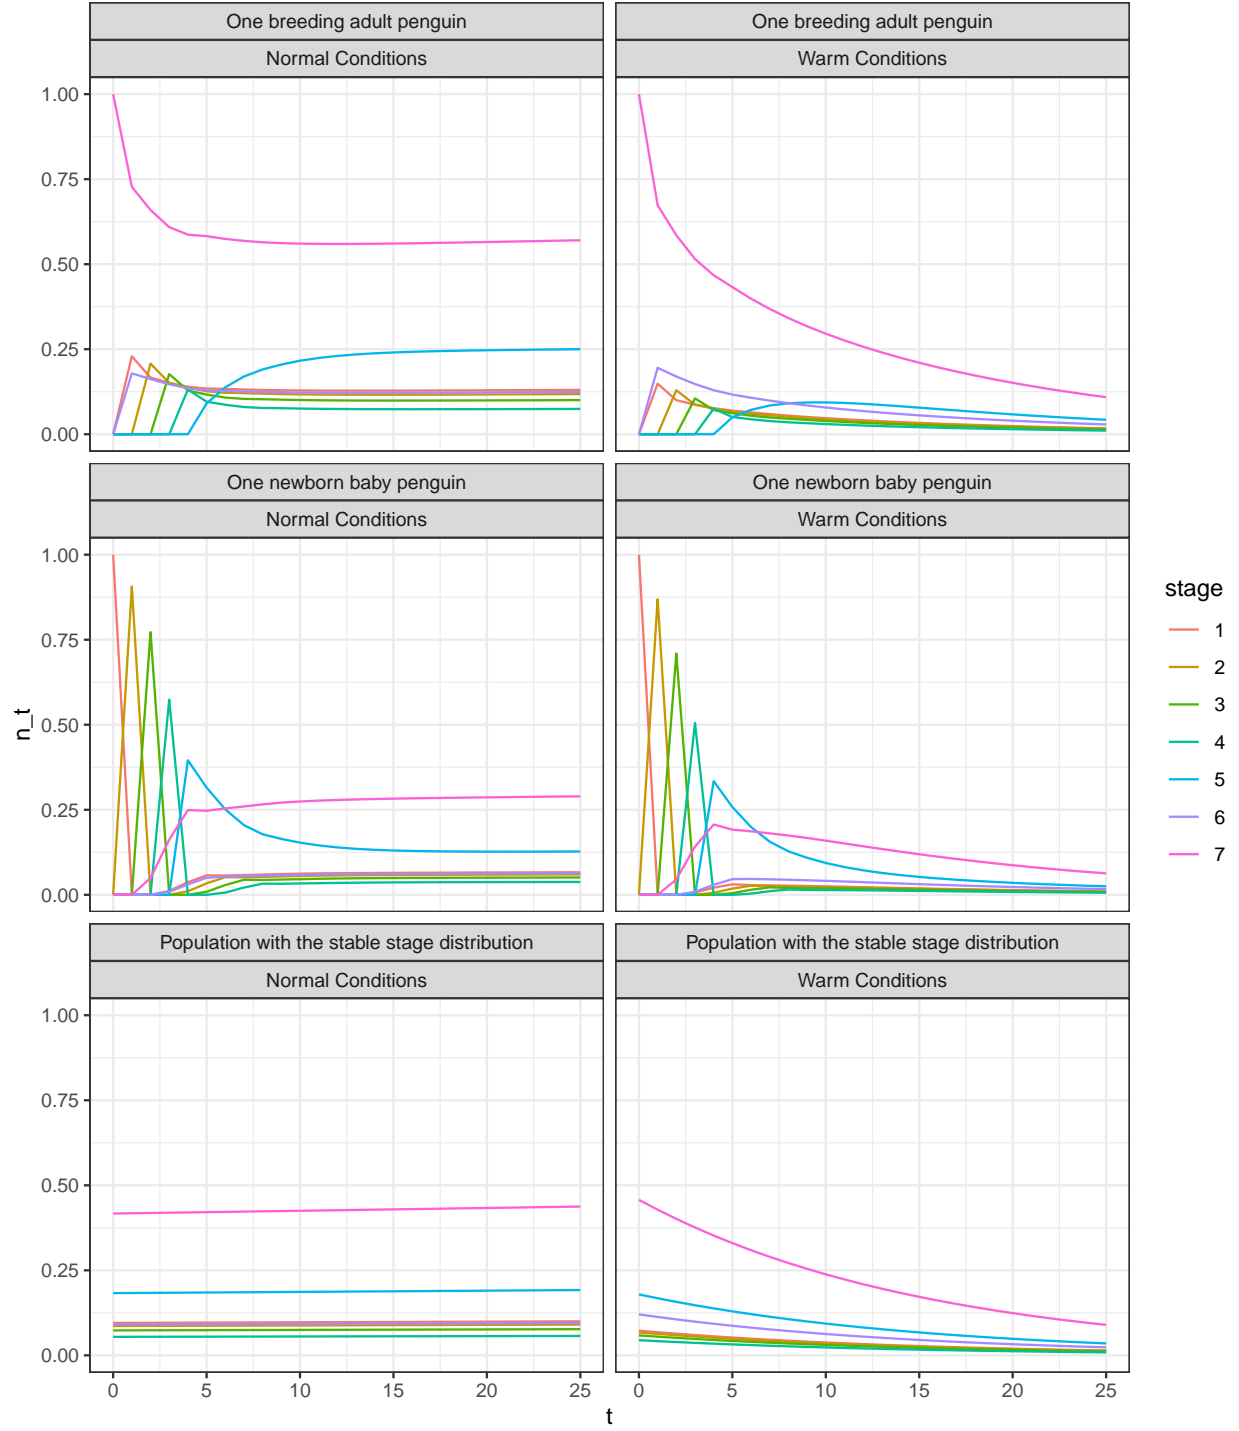 One breeding adult penguin
One breeding adult penguin
Normal Conditions
Warm Conditions
1.00
0.75
0.50
0.25
0.00
One newborn baby penguin
One newborn baby penguin
Normal Conditions
Warm Conditions
1.00
0.75
0.50
0.25
0.00
n_t
Population with the stable stage distribution
Population with the stable stage distribution
Normal Conditions
Warm Conditions
1.00
0.75
0.50
0.25
0.00
0 5 10 15 20 25
0 5 10 15 20 25
t
stage
1
2
3
4
5
6
7